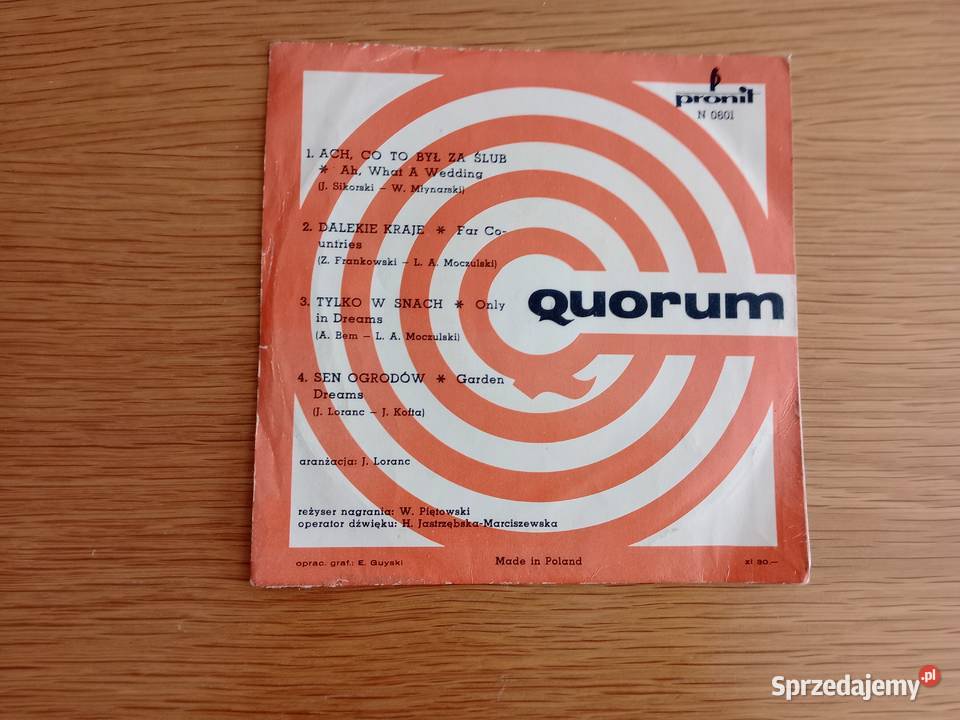 pronit
N 0601
1. ACH, CO TO BYŁ ZA ŚLUB
* Ah, What A Wedding
(J. Sikorski — W. Młynarski)
2. DALEKIE KRAJE * Far Co-
untries
(Z. Frankowski — L. A. Moczulski)
3. TYLKO W SNACH * Only
in Dreams
(A. Bem — L. A. Moczulski)
QUORUM
4. SEN OGRODÓW * Garden
Dreams
(J. Loranc — J. Kofta)
aranżacja: J. Loranc
reżyser nagrania: W. Piętowski
operator dźwięku: H. Jastrzębska-Marciszewska
oprac. graf.: E. Guyski
Made in Poland
zł 30.—
Sprzedajemy.pl